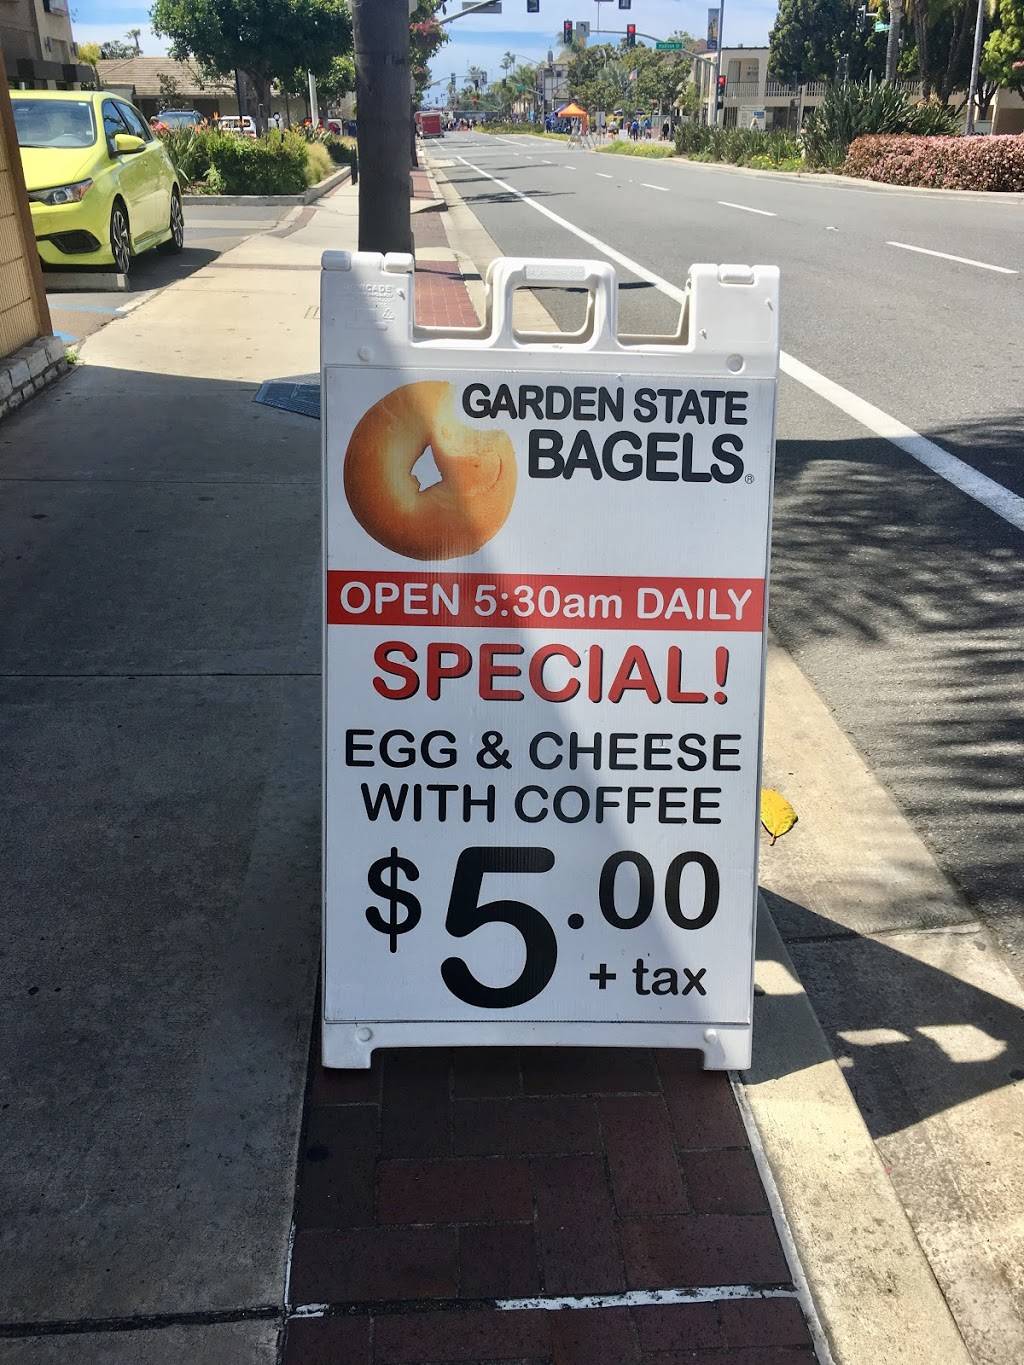 GARDEN STATE
BAGELS®
OPEN 5:30am DAILY
SPECIAL!
EGG & CHEESE
WITH COFFEE
$5.00
+ tax